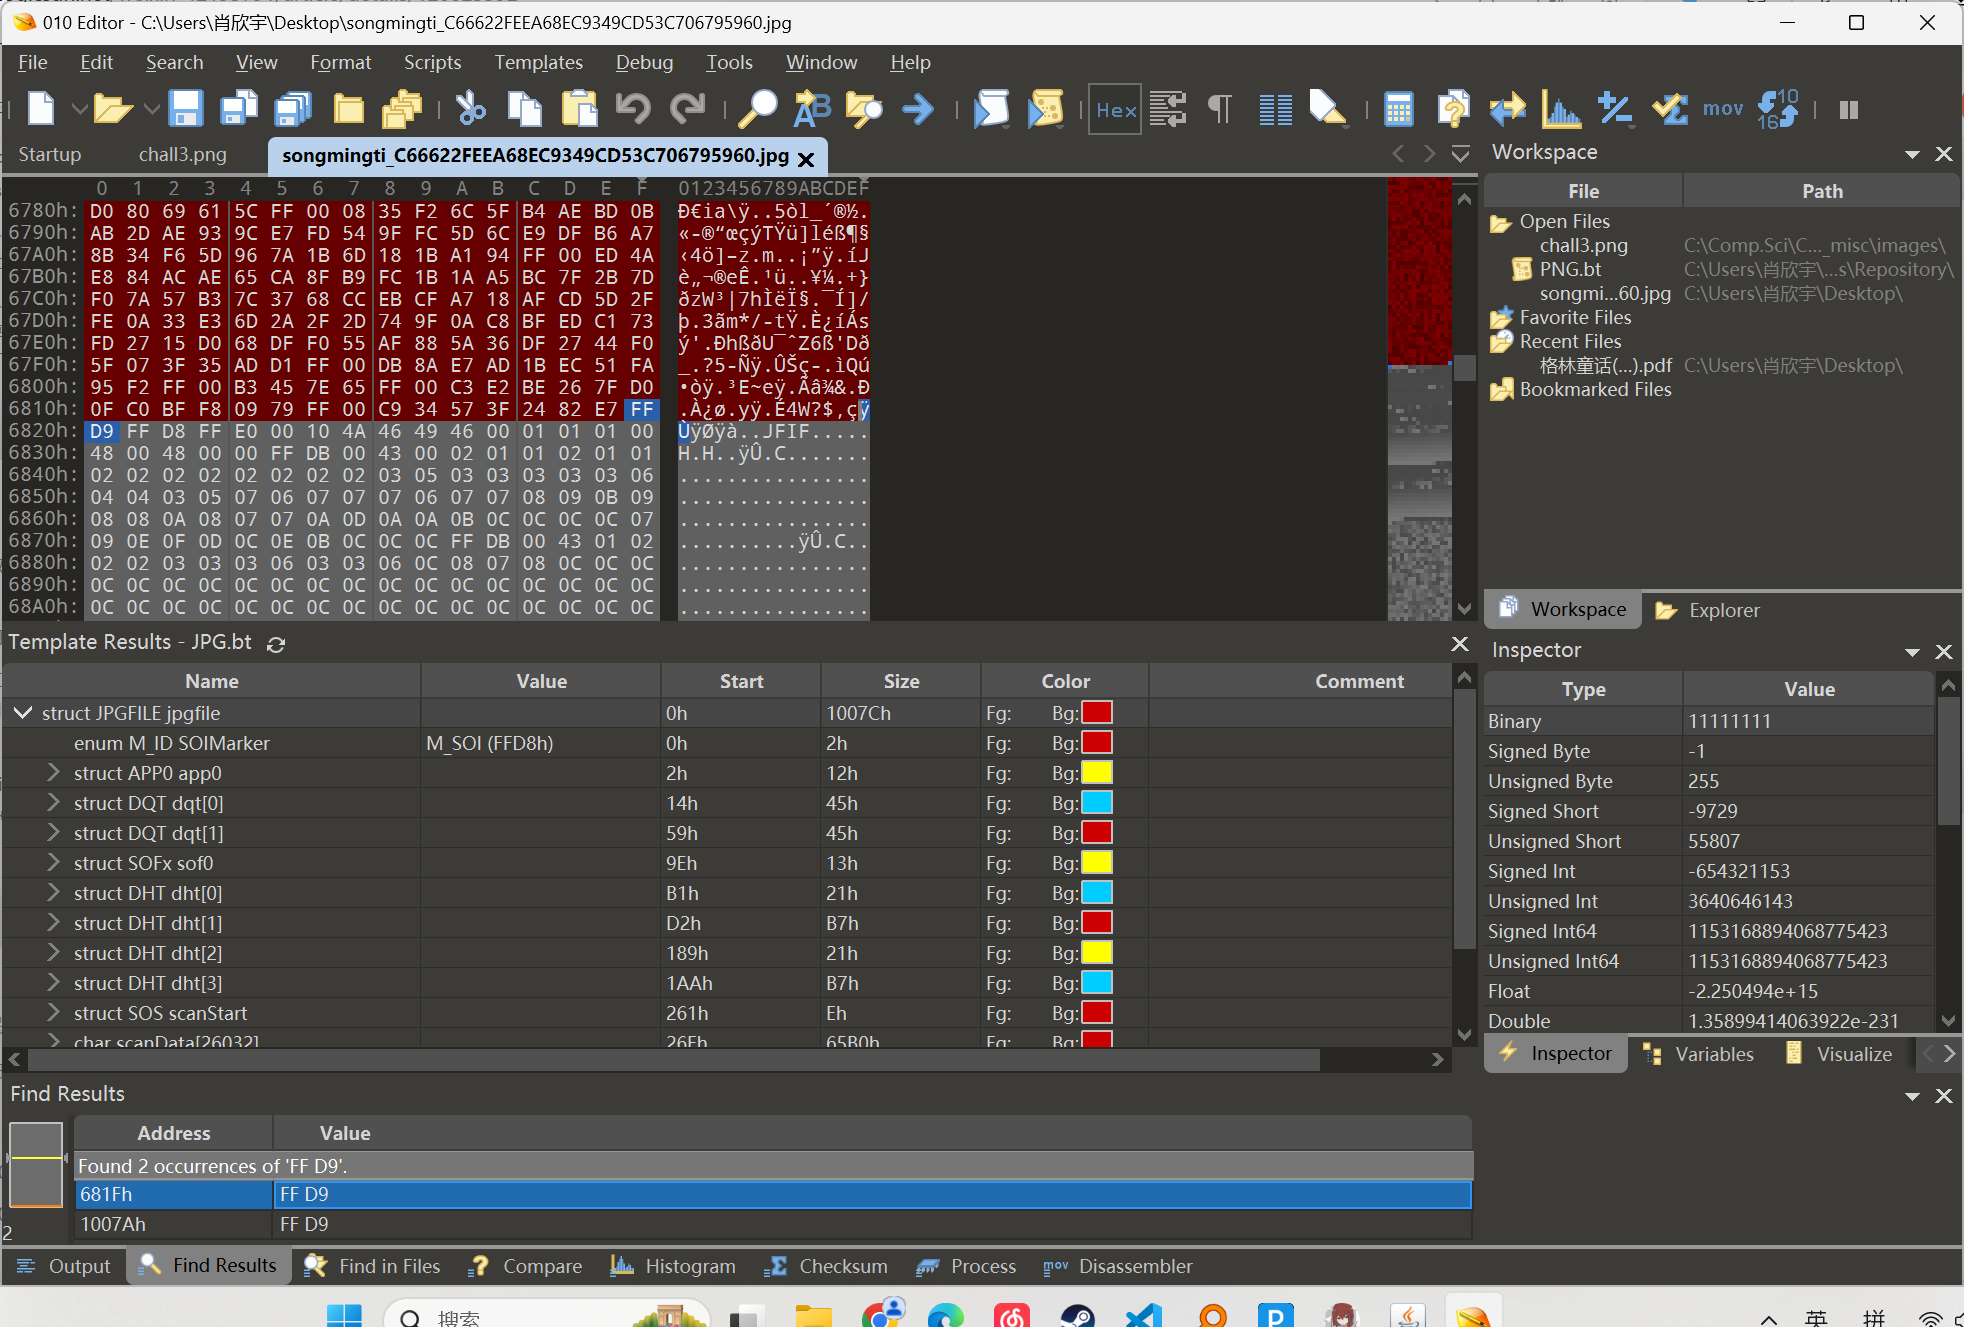 010 Editor - C:\Users\肖欣宇\Desktop\songmingti_C66622FEEA68EC9349CD53C706795960.jpg
File Edit Search View Format Scripts Templates Debug Tools Window Help
Hex mov
Startup chall3.png songmingti_C66622FEEA68EC9349CD53C706795960.jpg
0 1 2 3 4 5 6 7 8 9 A B C D E F 0123456789ABCDEF
6780h: D0 80 69 61 5C FF 00 08 35 F2 6C 5F B4 AE BD 0B Ð€ia\ÿ..5òl_´®½.
6790h: AB 2D AE 93 9C E7 FD 54 9F FC 5D 6C E9 DF B6 A7 «-®“œçýTŸü]léß¶§
67A0h: 8B 34 F6 5D 96 7A 1B 6D 18 1B A1 94 FF 00 ED 4A ‹4ö]–z.m..¡”ÿ.íJ
67B0h: E8 84 AC AE 65 CA 8F B9 FC 1B 1A A5 BC 7F 2B 7D è„¬®eÊ.¹ü..¥¼.+}
67C0h: F0 7A 57 B3 7C 37 68 CC EB CF A7 18 AF CD 5D 2F ðzW³|7hÌëÏ§.¯Í]/
67D0h: FE 0A 33 E3 6D 2A 2F 2D 74 9F 0A C8 BF ED C1 73 þ.3ãm*/-tŸ.È¿íÁs
67E0h: FD 27 15 D0 68 DF F0 55 AF 88 5A 36 DF 27 44 F0 ý'.ÐhßðU¯ˆZ6ß'Dð
67F0h: 5F 07 3F 35 AD D1 FF 00 DB 8A E7 AD 1B EC 51 FA _.?5-Ñÿ.ÛŠç-.ìQú
6800h: 95 F2 FF 00 B3 45 7E 65 FF 00 C3 E2 BE 26 7F D0 •òÿ.³E~eÿ.Ãâ¾&.Ð
6810h: 0F C0 BF F8 09 79 FF 00 C9 34 57 3F 24 82 E7 FF .À¿ø.yÿ.É4W?$‚çÿ
6820h: D9 FF D8 FF E0 00 10 4A 46 49 46 00 01 01 01 00 ÙÿØÿà..JFIF.....
6830h: 48 00 48 00 00 FF DB 00 43 00 02 01 01 02 01 01 H.H..ÿÛ.C.......
6840h: 02 02 02 02 02 02 02 02 03 05 03 03 03 03 03 06 ................
6850h: 04 04 03 05 07 06 07 07 07 06 07 07 08 09 0B 09 ................
6860h: 08 08 0A 08 07 07 0A 0D 0A 0A 0B 0C 0C 0C 0C 07 ................
6870h: 09 0E 0F 0D 0C 0E 0B 0C 0C 0C FF DB 00 43 01 02 ..........ÿÛ.C..
6880h: 02 02 03 03 03 06 03 03 06 0C 08 07 08 0C 0C 0C ................
6890h: 0C 0C 0C 0C 0C 0C 0C 0C 0C 0C 0C 0C 0C 0C 0C 0C ................
68A0h: 0C 0C 0C 0C 0C 0C 0C 0C 0C 0C 0C 0C 0C 0C 0C 0C ................
Workspace
File Path
Open Files
chall3.png C:\Comp.Sci\C..._misc\images\
PNG.bt C:\Users\肖欣宇\...s\Repository\
songmi...60.jpg C:\Users\肖欣宇\Desktop\
Favorite Files
Recent Files
格林童话(...).pdf C:\Users\肖欣宇\Desktop\
Bookmarked Files
Workspace Explorer
Template Results - JPG.bt
Name Value Start Size Color Comment
struct JPGFILE jpgfile 0h 1007Ch Fg: Bg:
enum M_ID SOIMarker M_SOI (FFD8h) 0h 2h Fg: Bg:
struct APP0 app0 2h 12h Fg: Bg:
struct DQT dqt[0] 14h 45h Fg: Bg:
struct DQT dqt[1] 59h 45h Fg: Bg:
struct SOFx sof0 9Eh 13h Fg: Bg:
struct DHT dht[0] B1h 21h Fg: Bg:
struct DHT dht[1] D2h B7h Fg: Bg:
struct DHT dht[2] 189h 21h Fg: Bg:
struct DHT dht[3] 1AAh B7h Fg: Bg:
struct SOS scanStart 261h Eh Fg: Bg:
char scanData[26032] 26Fh 65B0h Fg: Bg:
Inspector
Type Value
Binary 11111111
Signed Byte -1
Unsigned Byte 255
Signed Short -9729
Unsigned Short 55807
Signed Int -654321153
Unsigned Int 3640646143
Signed Int64 1153168894068775423
Unsigned Int64 1153168894068775423
Float -2.250494e+15
Double 1.35899414063922e-231
Inspector Variables Visualize
Find Results
Address Value
Found 2 occurrences of 'FF D9'.
681Fh FF D9
1007Ah FF D9
2
Output Find Results Find in Files Compare Histogram Checksum Process mov Disassembler
搜索 英 拼